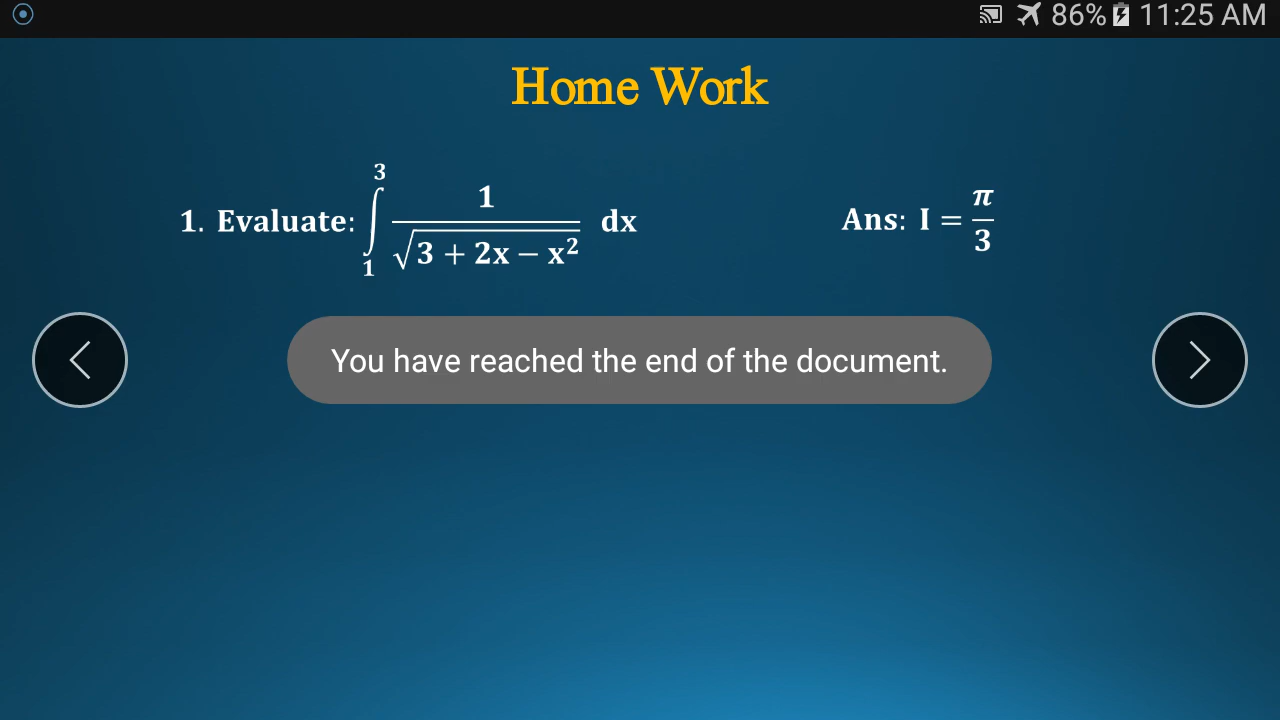 86% 11:25 AM
Home Work
1. Evaluate: ∫₁³ 1/√(3 + 2x − x²) dx Ans: I = π/3
You have reached the end of the document.